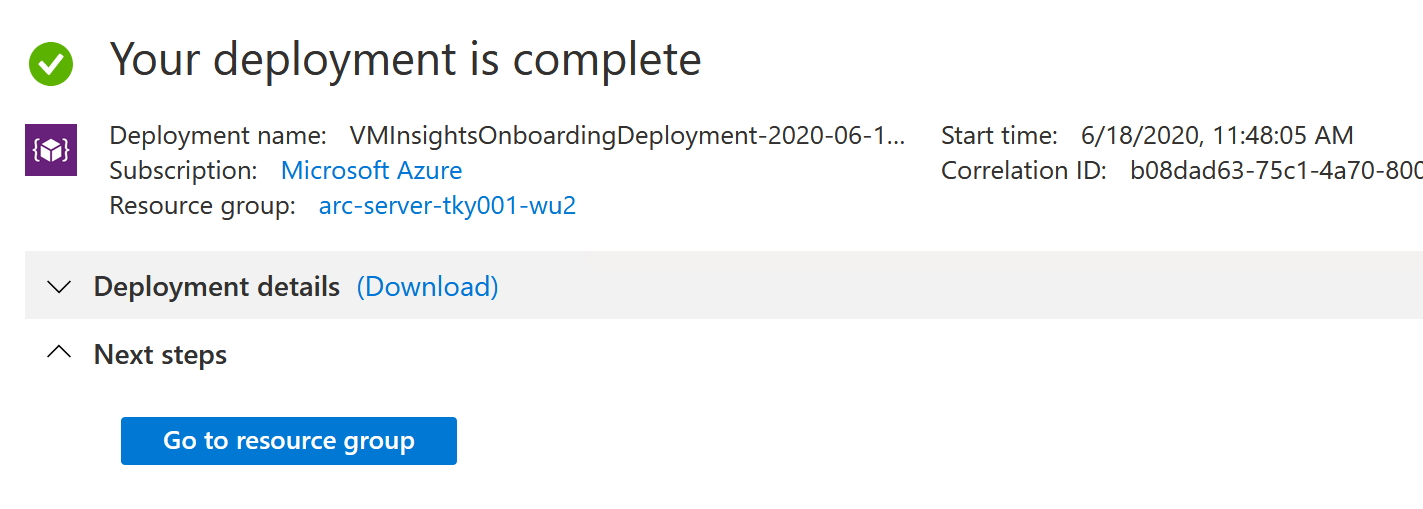 Your deployment is complete
Deployment name: VMInsightsOnboardingDeployment-2020-06-1... Start time: 6/18/2020, 11:48:05 AM
Subscription: Microsoft Azure Correlation ID: b08dad63-75c1-4a70-800
Resource group: arc-server-tky001-wu2
Deployment details (Download)
Next steps
Go to resource group